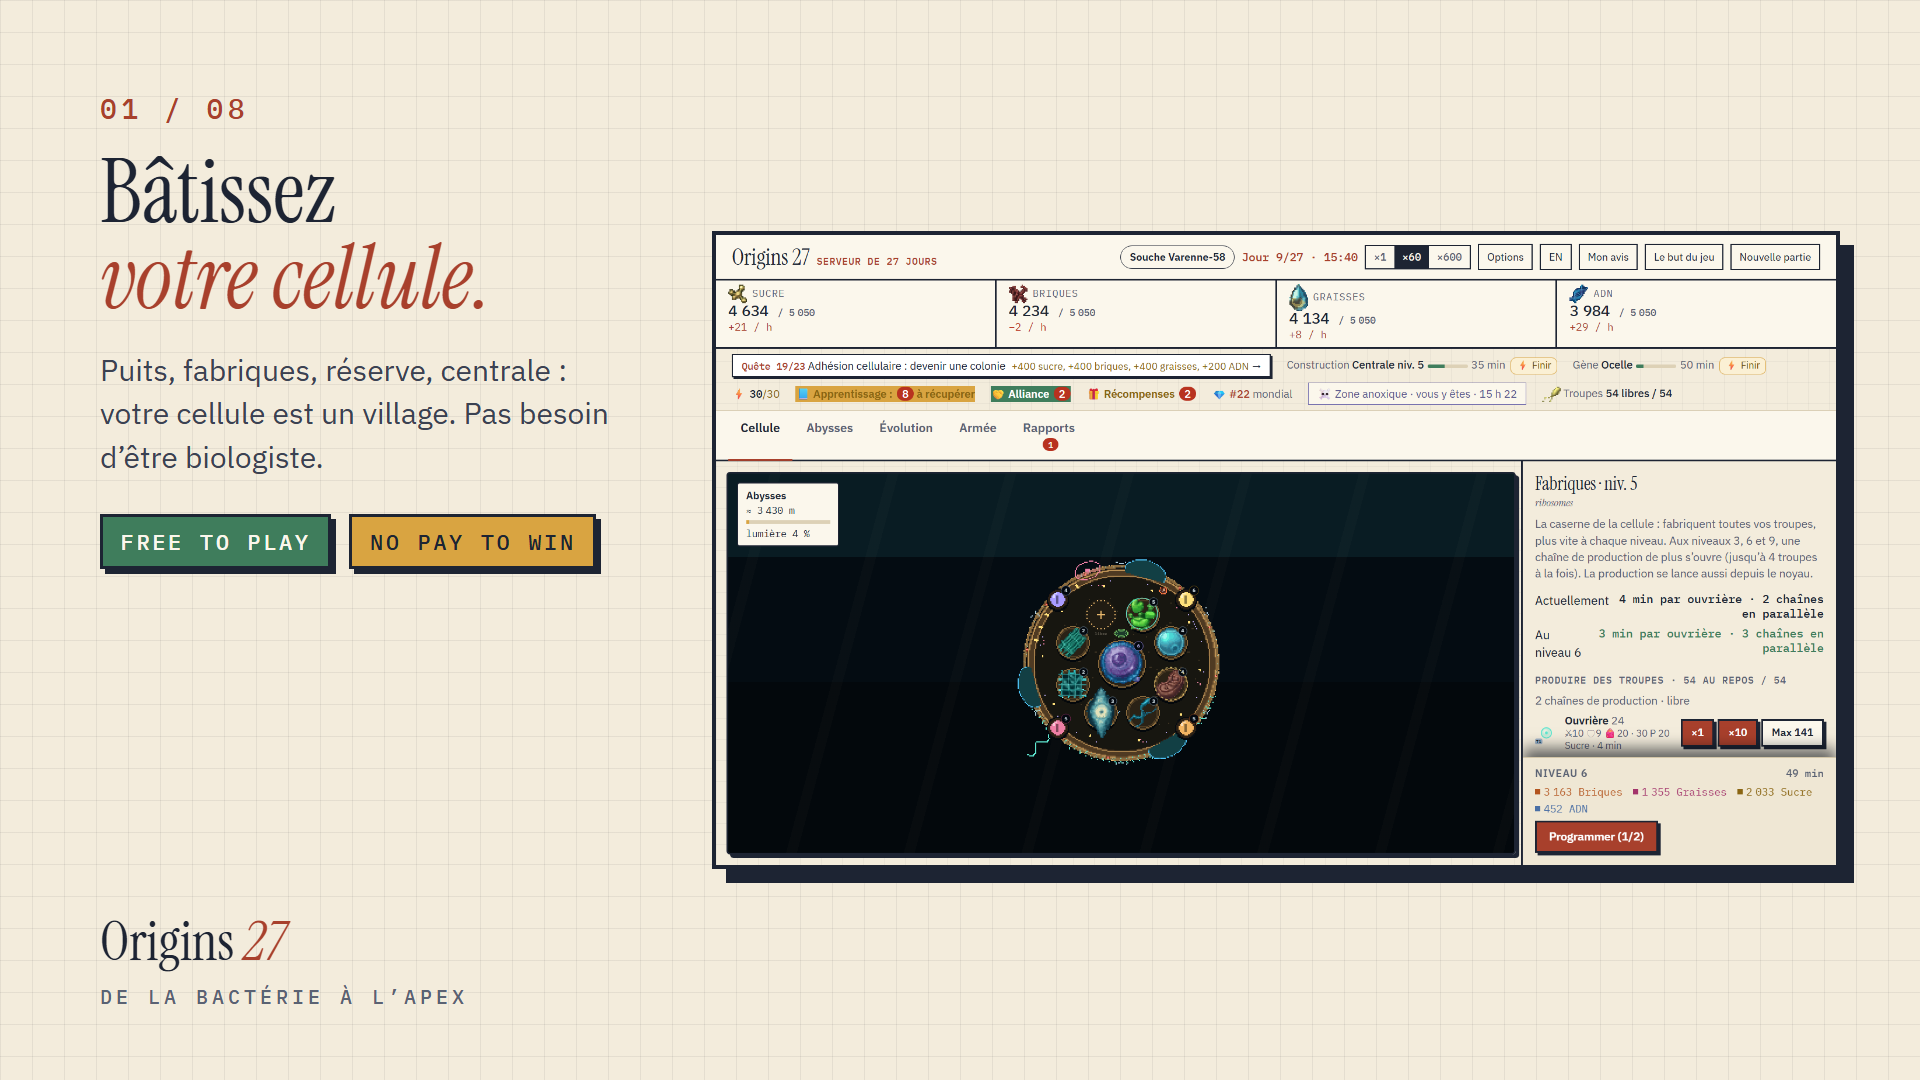 01 / 08
Bâtissez
votre cellule.
Puits, fabriques, réserve, centrale :
votre cellule est un village. Pas besoin
d’être biologiste.
FREE TO PLAY
NO PAY TO WIN
Origins 27
DE LA BACTÉRIE À L’APEX
Origins 27 SERVEUR DE 27 JOURS
Souche Varenne-58
Jour 9/27 · 15:40
×1 ×60 ×600
Options
EN
Mon avis
Le but du jeu
Nouvelle partie
SUCRE
4 634 / 5 050
+21 / h
BRIQUES
4 234 / 5 050
−2 / h
GRAISSES
4 134 / 5 050
+8 / h
ADN
3 984 / 5 050
+29 / h
Quête 19/23 Adhésion cellulaire : devenir une colonie +400 sucre, +400 briques, +400 graisses, +200 ADN →
Construction Centrale niv. 5 35 min Finir
Gène Ocelle 50 min Finir
30/30
Apprentissage : 8 à récupérer
Alliance 2
Récompenses 2
#22 mondial
Zone anoxique · vous y êtes · 15 h 22
Troupes 54 libres / 54
Cellule
Abysses
Évolution
Armée
Rapports
1
Abysses
≈ 3 430 m
lumière 4 %
Fabriques · niv. 5
ribosomes
La caserne de la cellule : fabriquent toutes vos troupes,
plus vite à chaque niveau. Aux niveaux 3, 6 et 9, une
chaîne de production de plus s’ouvre (jusqu’à 4 troupes
à la fois). La production se lance aussi depuis le noyau.
Actuellement 4 min par ouvrière · 2 chaînes
en parallèle
Au 3 min par ouvrière · 3 chaînes en
niveau 6 parallèle
PRODUIRE DES TROUPES · 54 AU REPOS / 54
2 chaînes de production · libre
Ouvrière 24
10 9 20 · 30 P 20
Sucre · 4 min
×1
×10
Max 141
NIVEAU 6 49 min
3 163 Briques 1 355 Graisses 2 033 Sucre
452 ADN
Programmer (1/2)